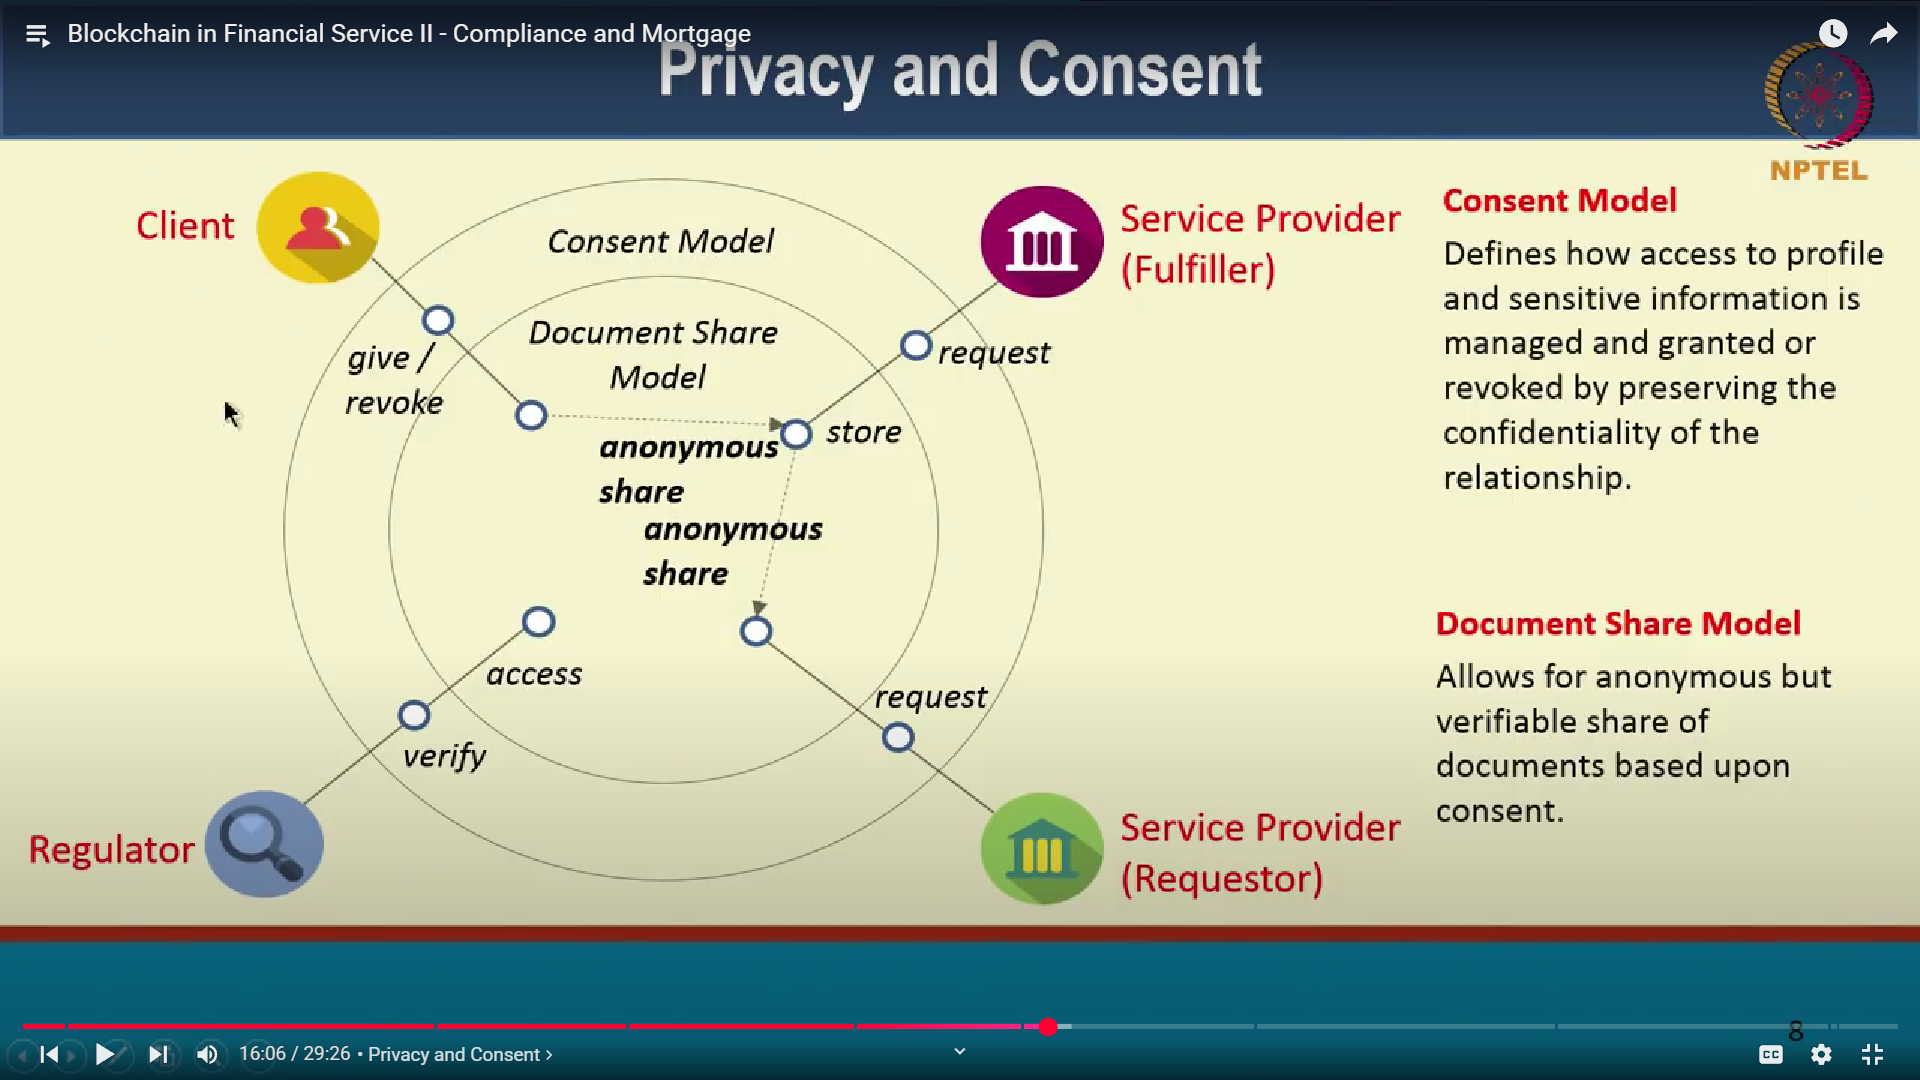 Blockchain in Financial Service II - Compliance and Mortgage
Privacy and Consent
NPTEL
Client
Consent Model
Service Provider
(Fulfiller)
Document Share
Model
give /
revoke
request
store
anonymous
share
anonymous
share
access
request
verify
Regulator
Service Provider
(Requestor)
Consent Model
Defines how access to profile
and sensitive information is
managed and granted or
revoked by preserving the
confidentiality of the
relationship.
Document Share Model
Allows for anonymous but
verifiable share of
documents based upon
consent.
8
16:06 / 29:26 • Privacy and Consent ›
CC